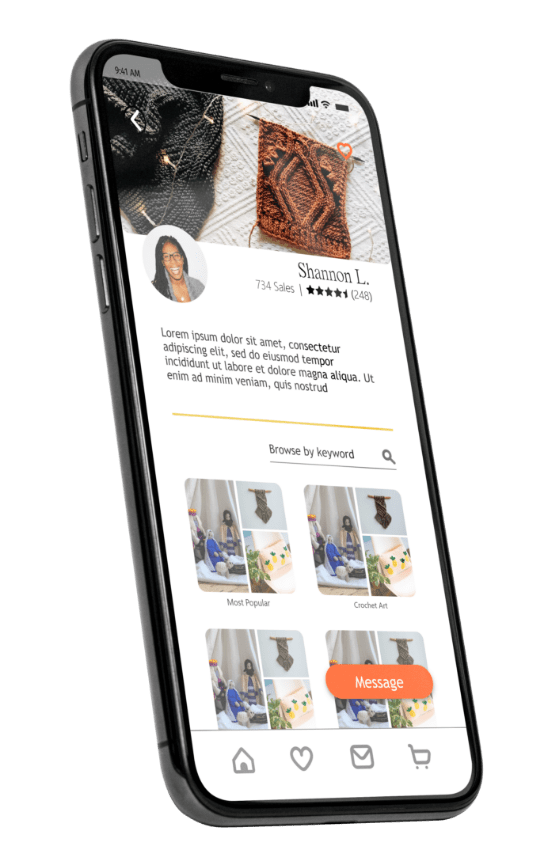 9:41 AM
Shannon L.
734 Sales | (248)
Lorem ipsum dolor sit amet, consectetur
adipiscing elit, sed do eiusmod tempor
incididunt ut labore et dolore magna aliqua. Ut
enim ad minim veniam, quis nostrud
Browse by keyword
Most Popular
Crochet Art
Message